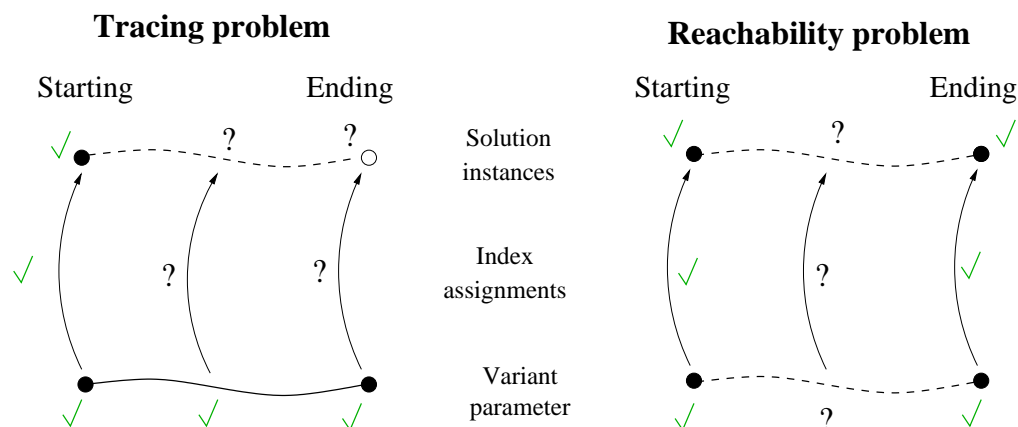 Tracing problem
Reachability problem
Starting
Ending
Starting
Ending
?
?
?
Solution
instances
?
?
?
Index
assignments
Variant
parameter
?